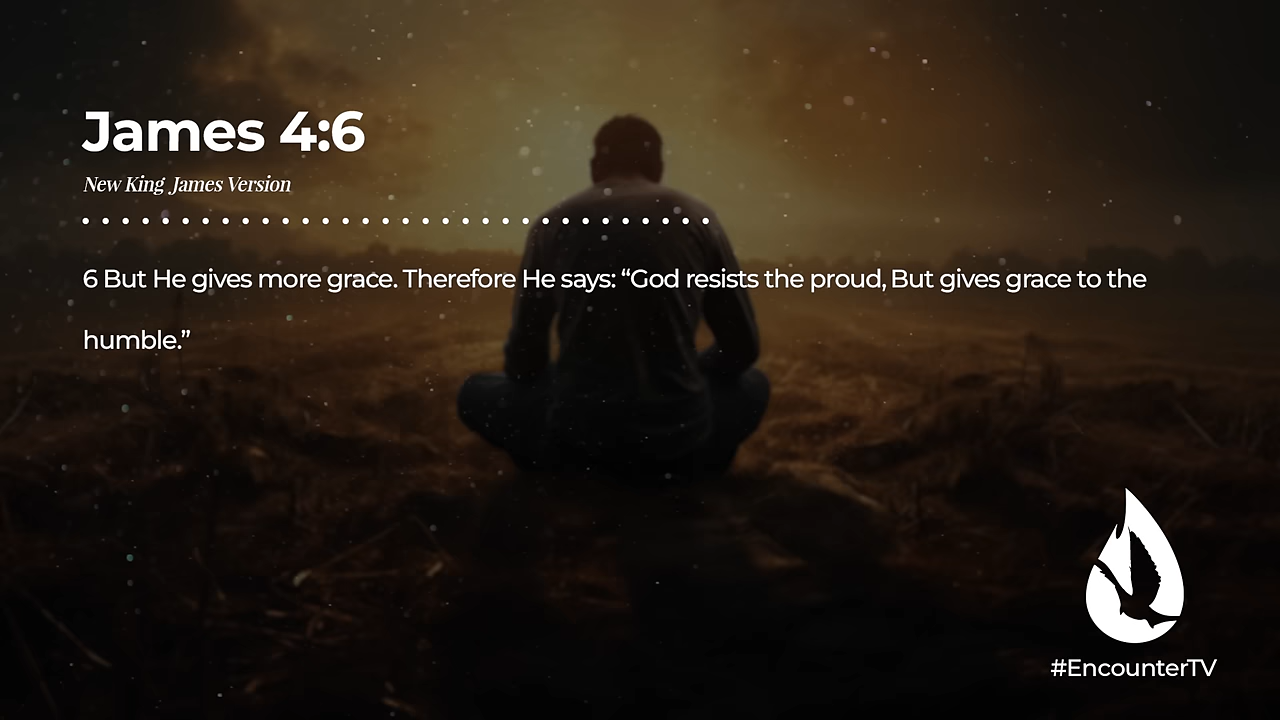 James 4:6
New King James Version
6 But He gives more grace. Therefore He says: “God resists the proud, But gives grace to the
humble.”
#EncounterTV